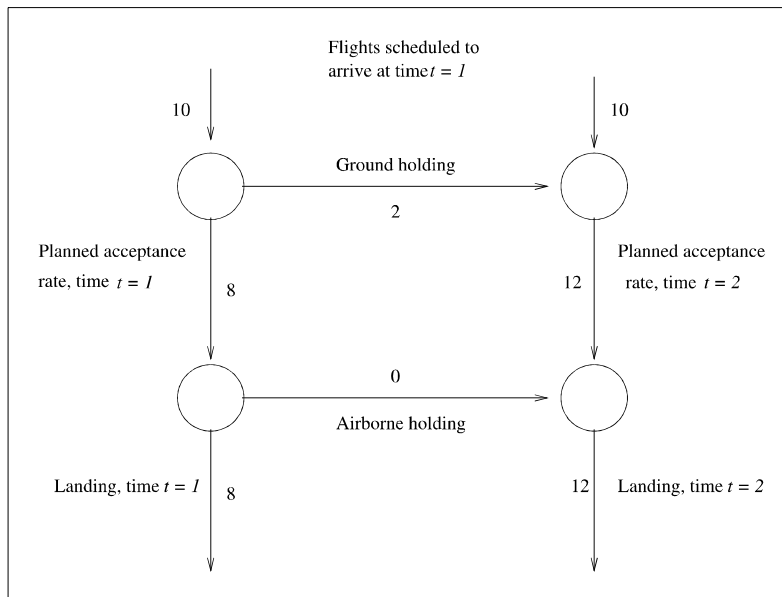 Flights scheduled to
arrive at time t = 1
10
10
Ground holding
2
Planned acceptance
rate, time t = 1
8
12
Planned acceptance
rate, time t = 2
0
Airborne holding
Landing, time t = 1
8
12
Landing, time t = 2